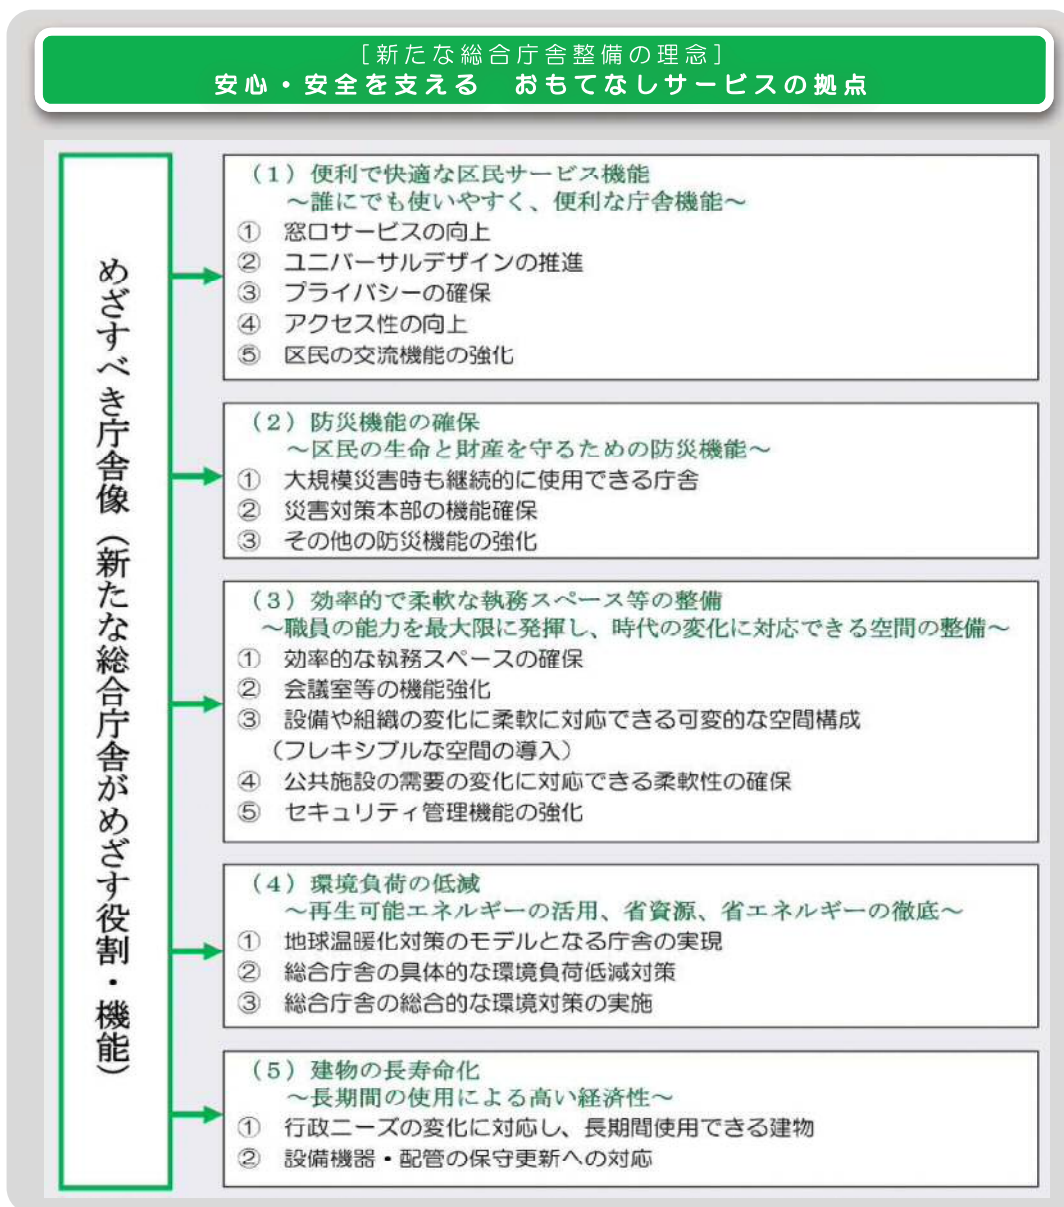 ［新たな総合庁舎整備の理念］
安心・安全を支える　おもてなしサービスの拠点
めざすべき庁舎像（新たな総合庁舎がめざす役割・機能）
（１）便利で快適な区民サービス機能
～誰にでも使いやすく、便利な庁舎機能～
①　窓口サービスの向上
②　ユニバーサルデザインの推進
③　プライバシーの確保
④　アクセス性の向上
⑤　区民の交流機能の強化
（２）防災機能の確保
～区民の生命と財産を守るための防災機能～
①　大規模災害時も継続的に使用できる庁舎
②　災害対策本部の機能確保
③　その他の防災機能の強化
（３）効率的で柔軟な執務スペース等の整備
～職員の能力を最大限に発揮し、時代の変化に対応できる空間の整備～
①　効率的な執務スペースの確保
②　会議室等の機能強化
③　設備や組織の変化に柔軟に対応できる可変的な空間構成
（フレキシブルな空間の導入）
④　公共施設の需要の変化に対応できる柔軟性の確保
⑤　セキュリティ管理機能の強化
（４）環境負荷の低減
～再生可能エネルギーの活用、省資源、省エネルギーの徹底～
①　地球温暖化対策のモデルとなる庁舎の実現
②　総合庁舎の具体的な環境負荷低減対策
③　総合庁舎の総合的な環境対策の実施
（５）建物の長寿命化
～長期間の使用による高い経済性～
①　行政ニーズの変化に対応し、長期間使用できる建物
②　設備機器・配管の保守更新への対応